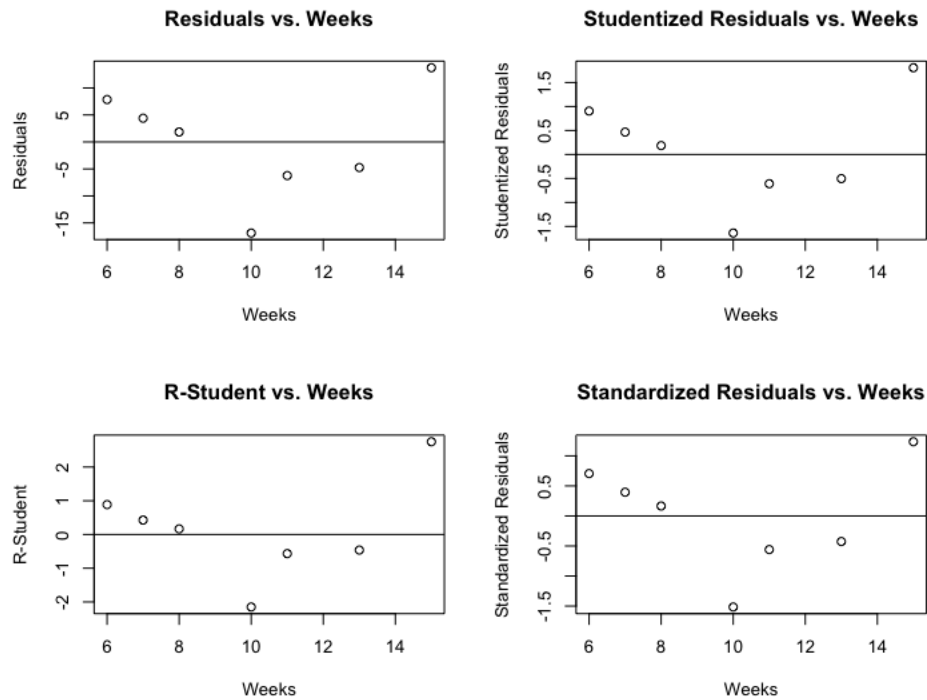 Residuals vs. Weeks
Residuals
5
-5
-15
6 8 10 12 14
Weeks
Studentized Residuals vs. Weeks
Studentized Residuals
1.5
0.5
-0.5
-1.5
6 8 10 12 14
Weeks
R-Student vs. Weeks
R-Student
2
1
0
-1
-2
6 8 10 12 14
Weeks
Standardized Residuals vs. Weeks
Standardized Residuals
0.5
-0.5
-1.5
6 8 10 12 14
Weeks